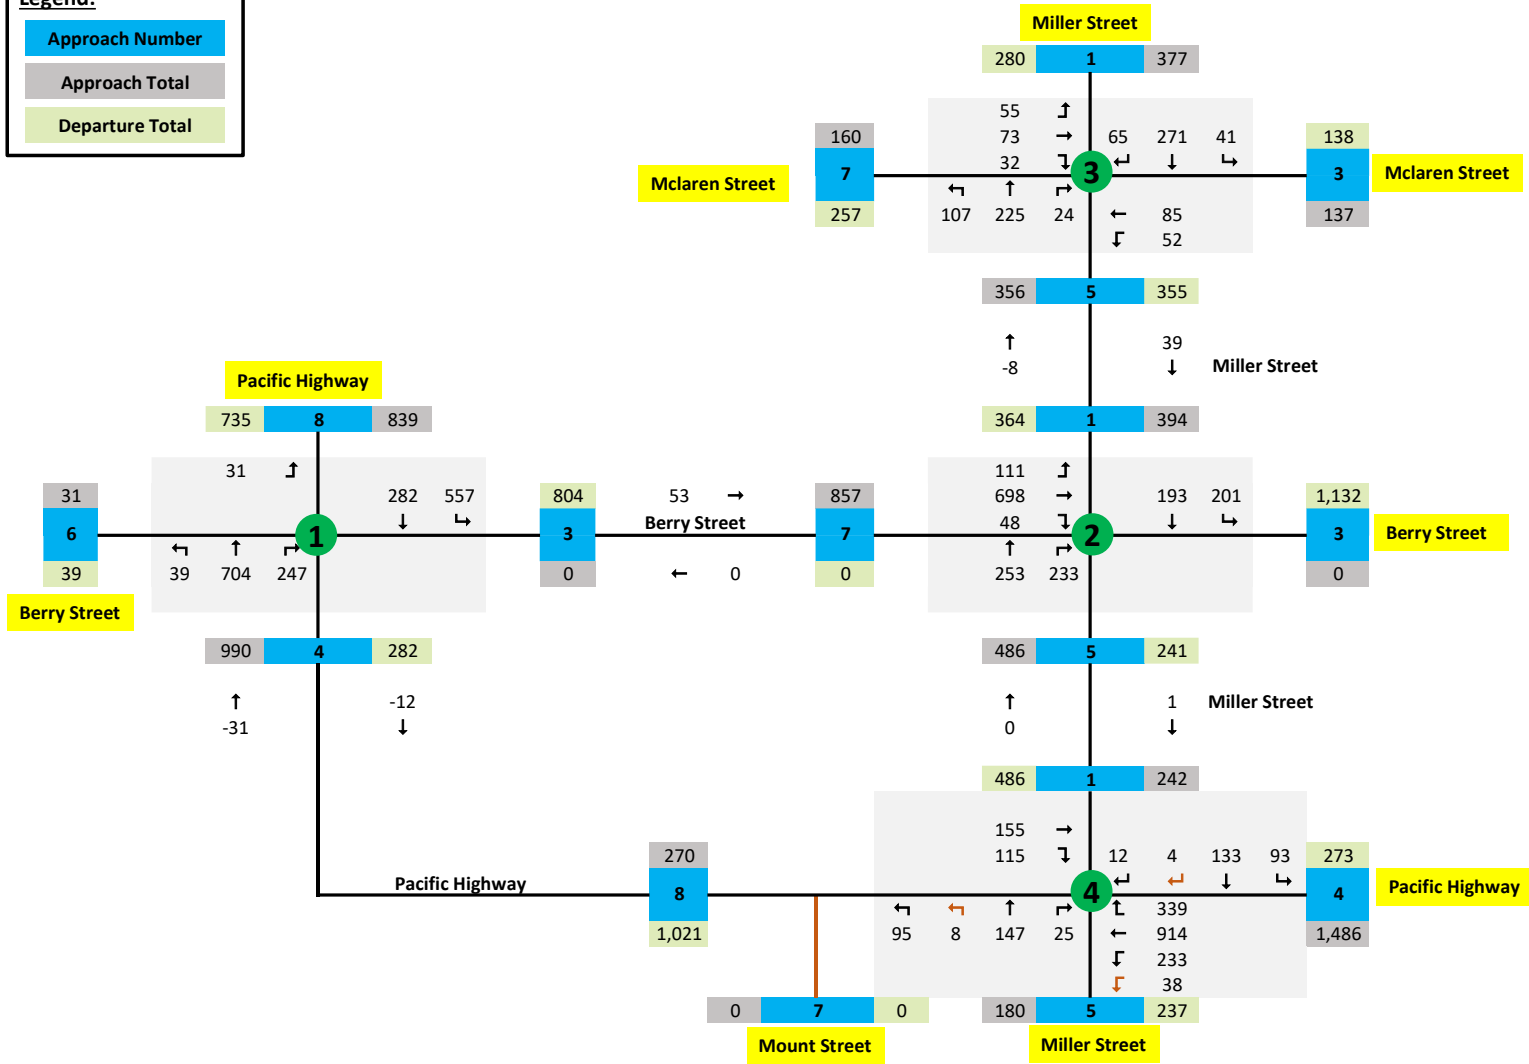 Legend:
Approach Number
Approach Total
Departure Total
Miller Street
280 1 377
55
73 65 271 41
32
160 138
7 3 3
Mclaren Street Mclaren Street
257 137
107 225 24 85
52
356 5 355
39
-8 Miller Street
Pacific Highway
735 8 839 364 1 394
31 111
282 557 698 193 201
48
31 804 53 857 1,132
Berry Street
6 1 3 7 2 3 Berry Street
39 0 0 0 0
39 704 247 253 233
Berry Street
990 4 282 486 5 241
-12 1 Miller Street
-31 0
486 1 242
155
115 12 4 133 93
270 273
Pacific Highway
8 4 4 Pacific Highway
339
1,021 95 8 147 25 914 1,486
233
38
0 7 0 180 5 237
Mount Street Miller Street